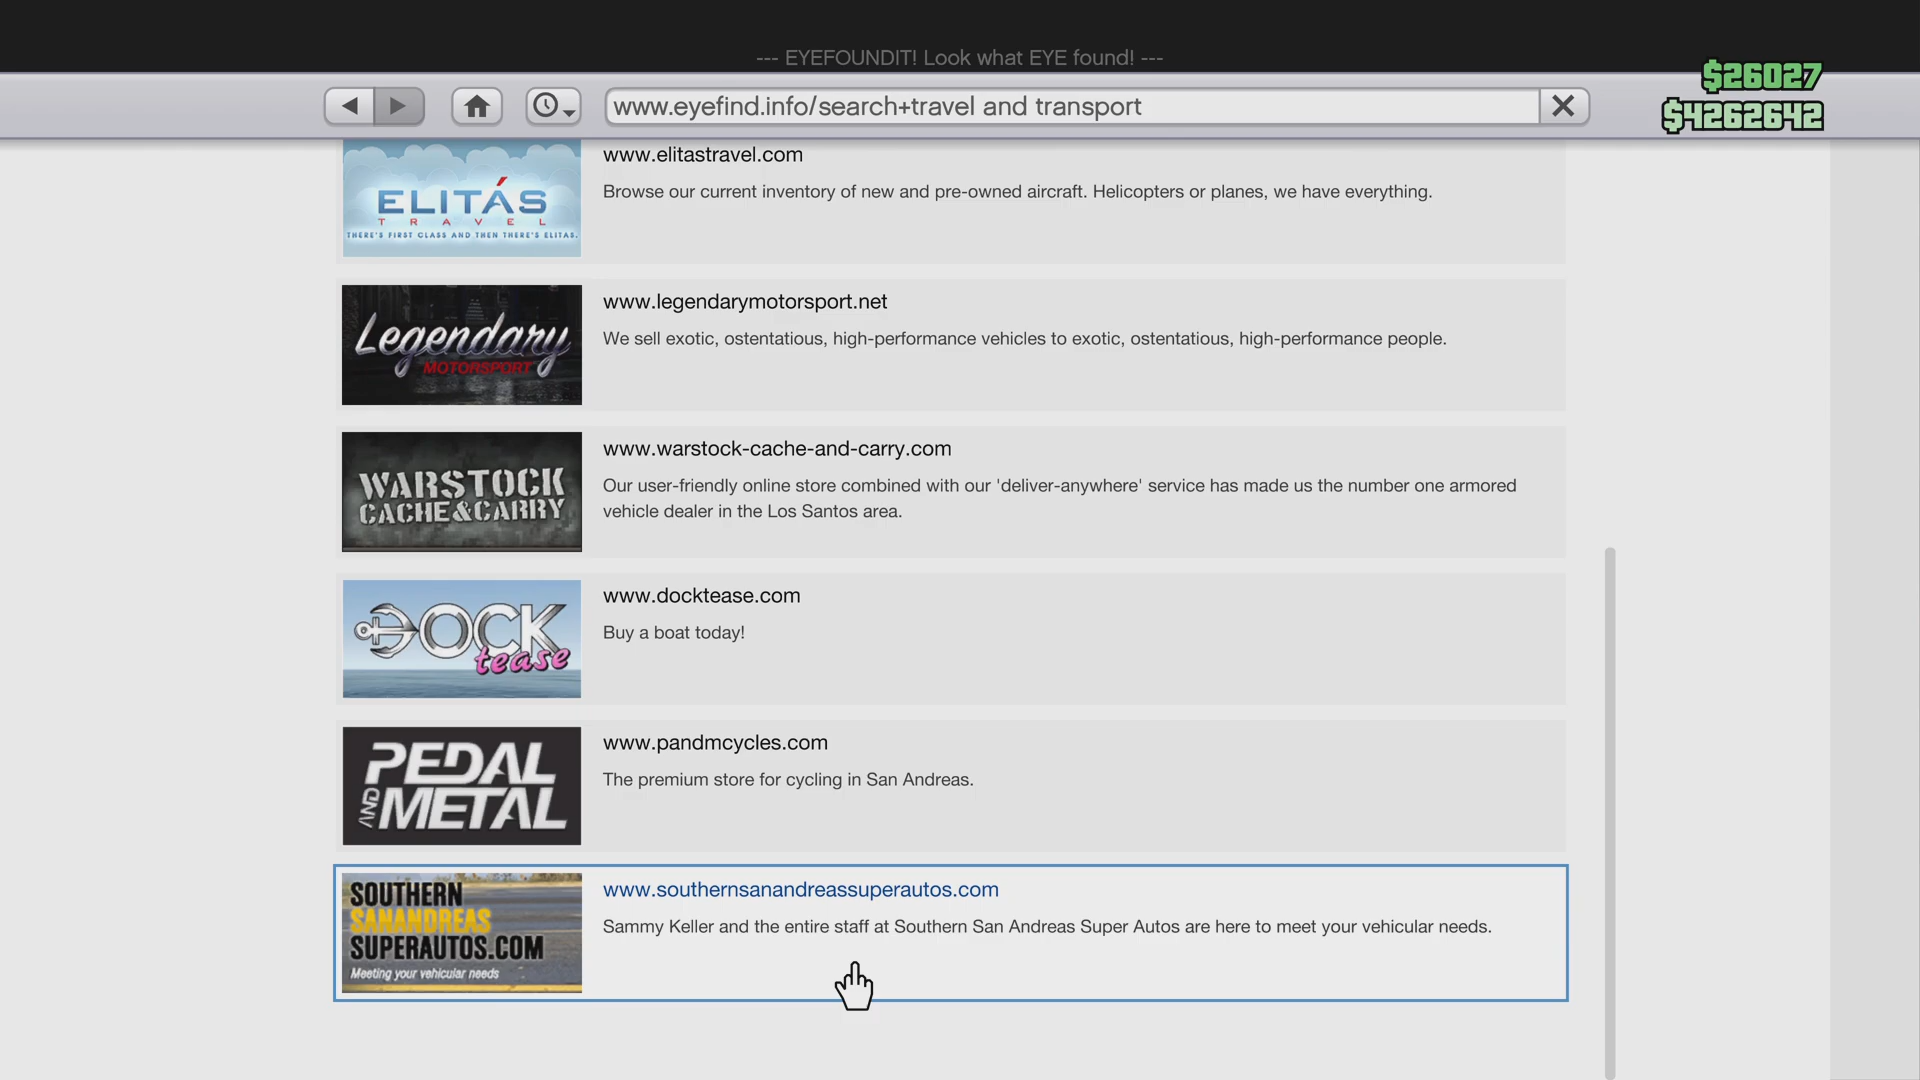 --- EYEFOUNDIT! Look what EYE found! ---
$26027
www.eyefind.info/search+travel and transport
$4262642
www.elitastravel.com
ELITÁS
TRAVEL
THERE'S FIRST CLASS AND THEN THERE'S ELITAS.
Browse our current inventory of new and pre-owned aircraft. Helicopters or planes, we have everything.
www.legendarymotorsport.net
Legendary
MOTORSPORT
We sell exotic, ostentatious, high-performance vehicles to exotic, ostentatious, high-performance people.
www.warstock-cache-and-carry.com
WARSTOCK
CACHE&CARRY
Our user-friendly online store combined with our 'deliver-anywhere' service has made us the number one armored
vehicle dealer in the Los Santos area.
www.docktease.com
DOCK
tease
Buy a boat today!
www.pandmcycles.com
PEDAL
AND METAL
The premium store for cycling in San Andreas.
www.southernsanandreassuperautos.com
SOUTHERN
SANANDREAS
SUPERAUTOS.COM
Meeting your vehicular needs
Sammy Keller and the entire staff at Southern San Andreas Super Autos are here to meet your vehicular needs.